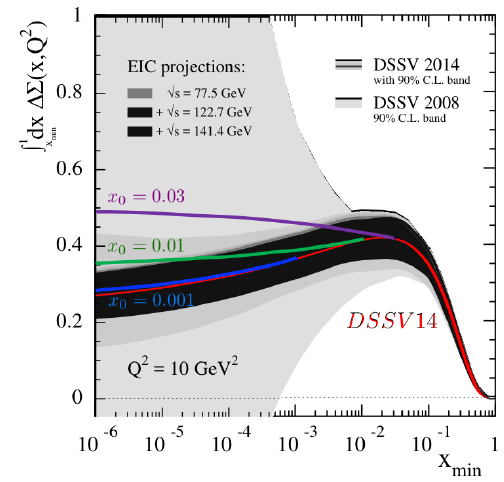 ∫¹ₓₘᵢₙdx ΔΣ(x,Q²)
1
0.8
0.6
0.4
0.2
0
EIC projections:
√s = 77.5 GeV
+ √s = 122.7 GeV
+ √s = 141.4 GeV
DSSV 2014
with 90% C.L. band
DSSV 2008
90% C.L. band
x₀ = 0.03
x₀ = 0.01
x₀ = 0.001
DSSV14
Q² = 10 GeV²
10⁻⁶ 10⁻⁵ 10⁻⁴ 10⁻³ 10⁻² 10⁻¹ 1
xₘᵢₙ